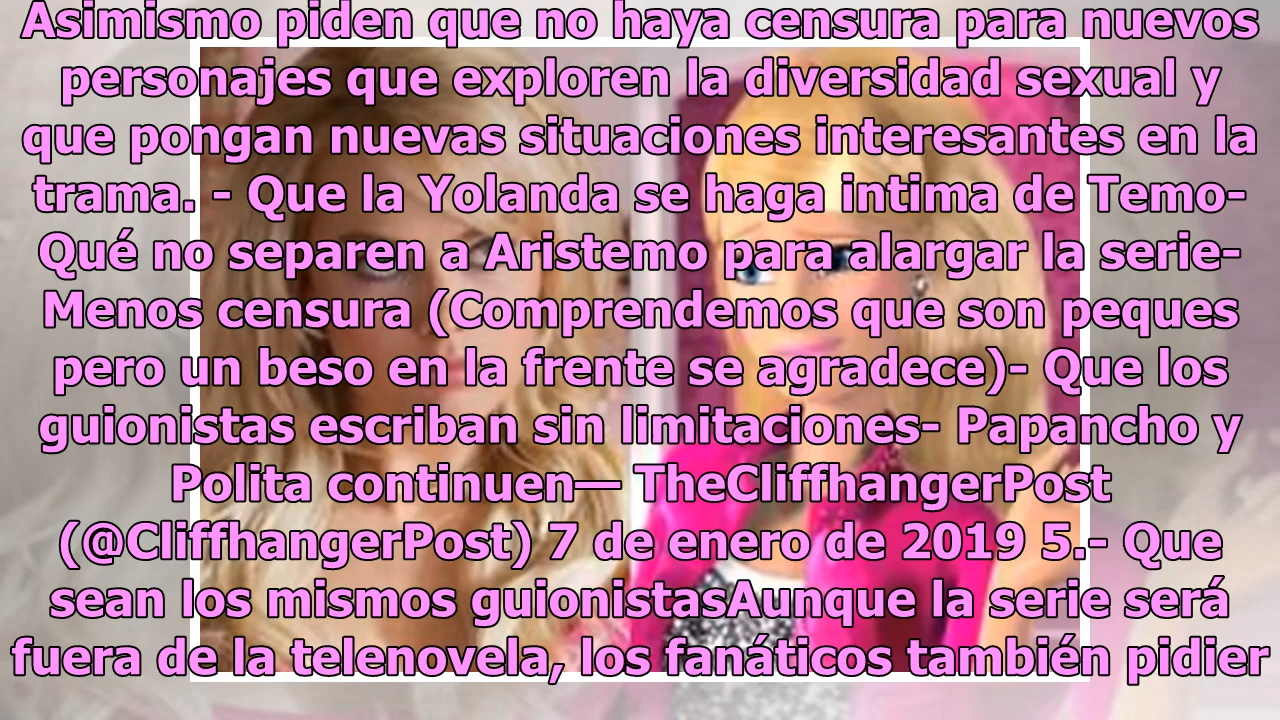 Asimismo piden que no haya censura para nuevos
personajes que exploren la diversidad sexual y
que pongan nuevas situaciones interesantes en la
trama. - Que la Yolanda se haga intima de Temo-
Qué no separen a Aristemo para alargar la serie-
Menos censura (Comprendemos que son peques
pero un beso en la frente se agradece)- Que los
guionistas escriban sin limitaciones- Papancho y
Polita continuen— TheCliffhangerPost
(@CliffhangerPost) 7 de enero de 2019 5.- Que
sean los mismos guionistasAunque la serie será
fuera de la telenovela, los fanáticos también pidier